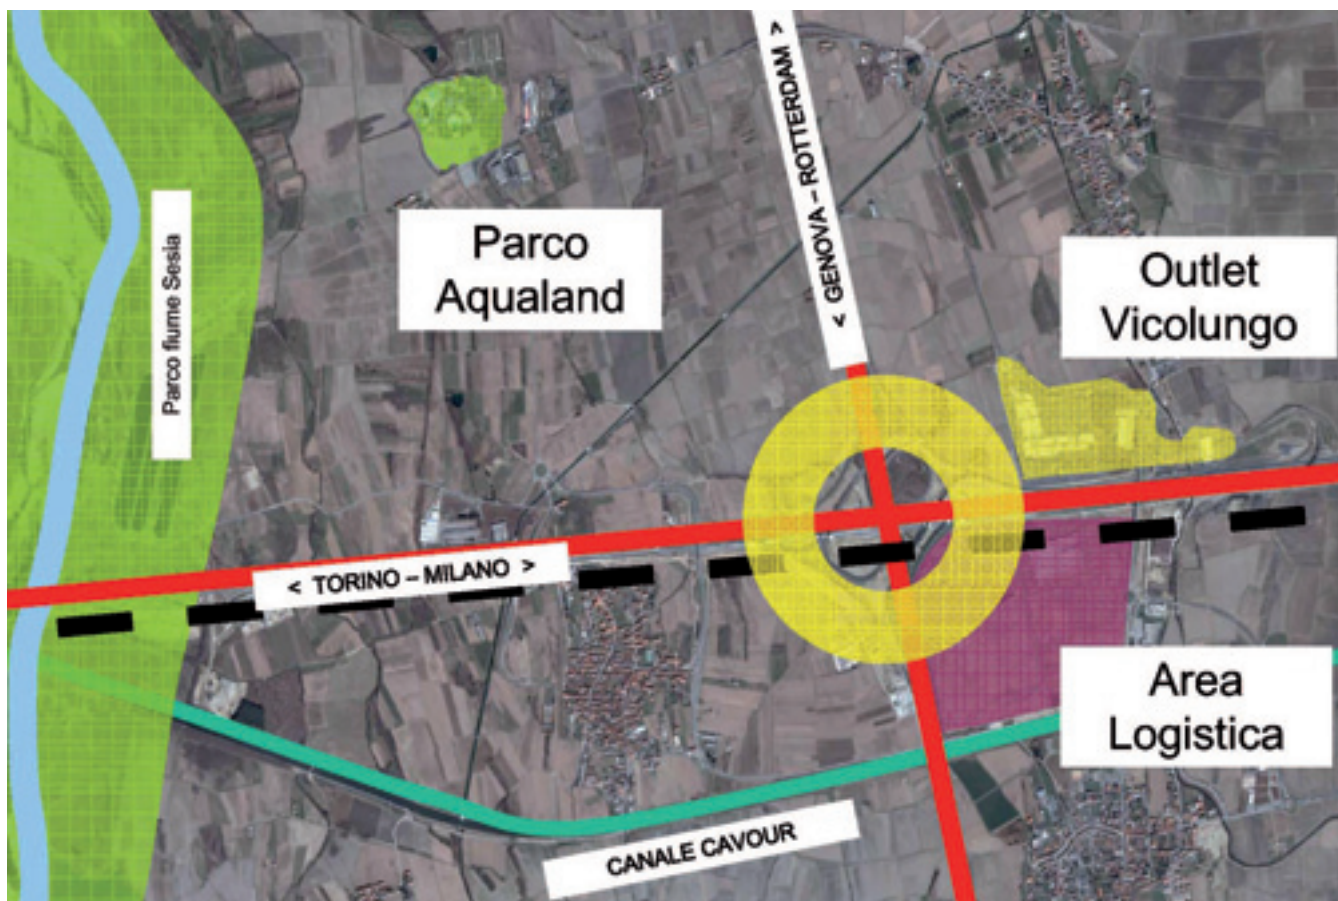 < GENOVA – ROTTERDAM >
Parco fiume Sesia
Parco
Aqualand
Outlet
Vicolungo
< TORINO – MILANO >
Area
Logistica
CANALE CAVOUR